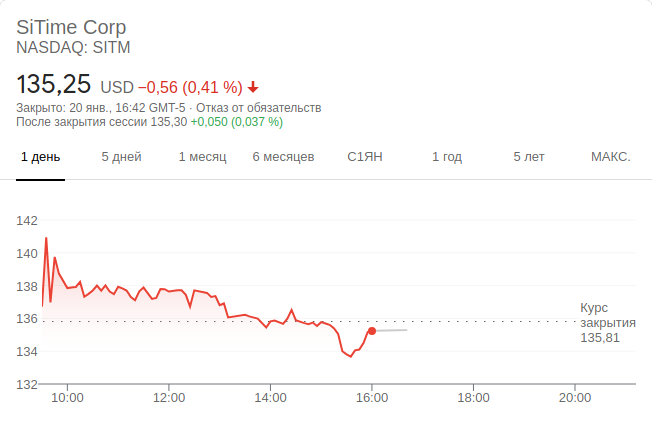 SiTime Corp
NASDAQ: SITM
135,25 USD −0,56 (0,41 %)
Закрыто: 20 янв., 16:42 GMT-5 · Отказ от обязательств
После закрытия сессии 135,30 +0,050 (0,037 %)
1 день 5 дней 1 месяц 6 месяцев С1ЯН 1 год 5 лет МАКС.
142
140
138
136
134
132
Курс
закрытия
135,81
10:00 12:00 14:00 16:00 18:00 20:00